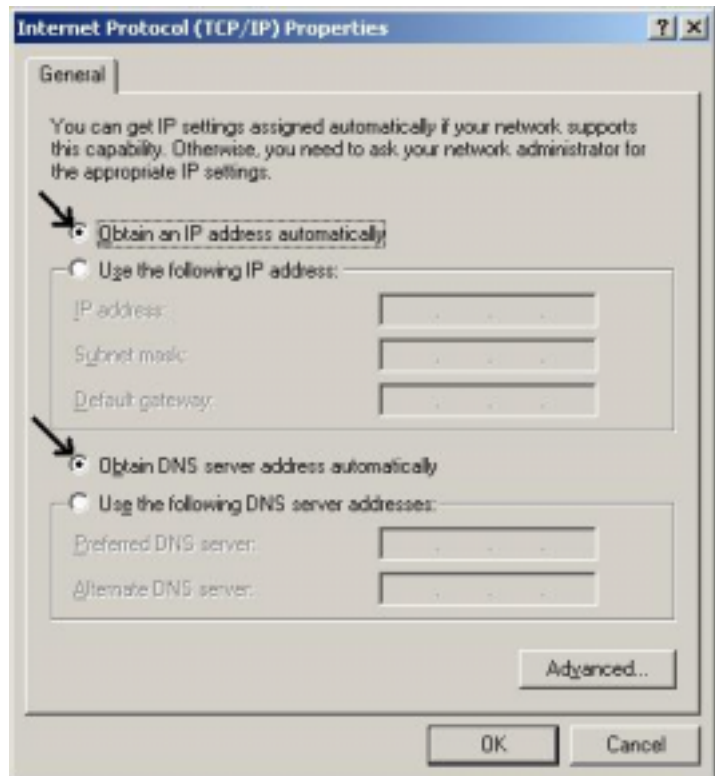 Internet Protocol (TCP/IP) Properties
General
You can get IP settings assigned automatically if your network supports
this capability. Otherwise, you need to ask your network administrator for
the appropriate IP settings.
Obtain an IP address automatically
Use the following IP address:
IP address:
Subnet mask:
Default gateway:
Obtain DNS server address automatically
Use the following DNS server addresses:
Preferred DNS server:
Alternate DNS server:
Advanced...
OK Cancel